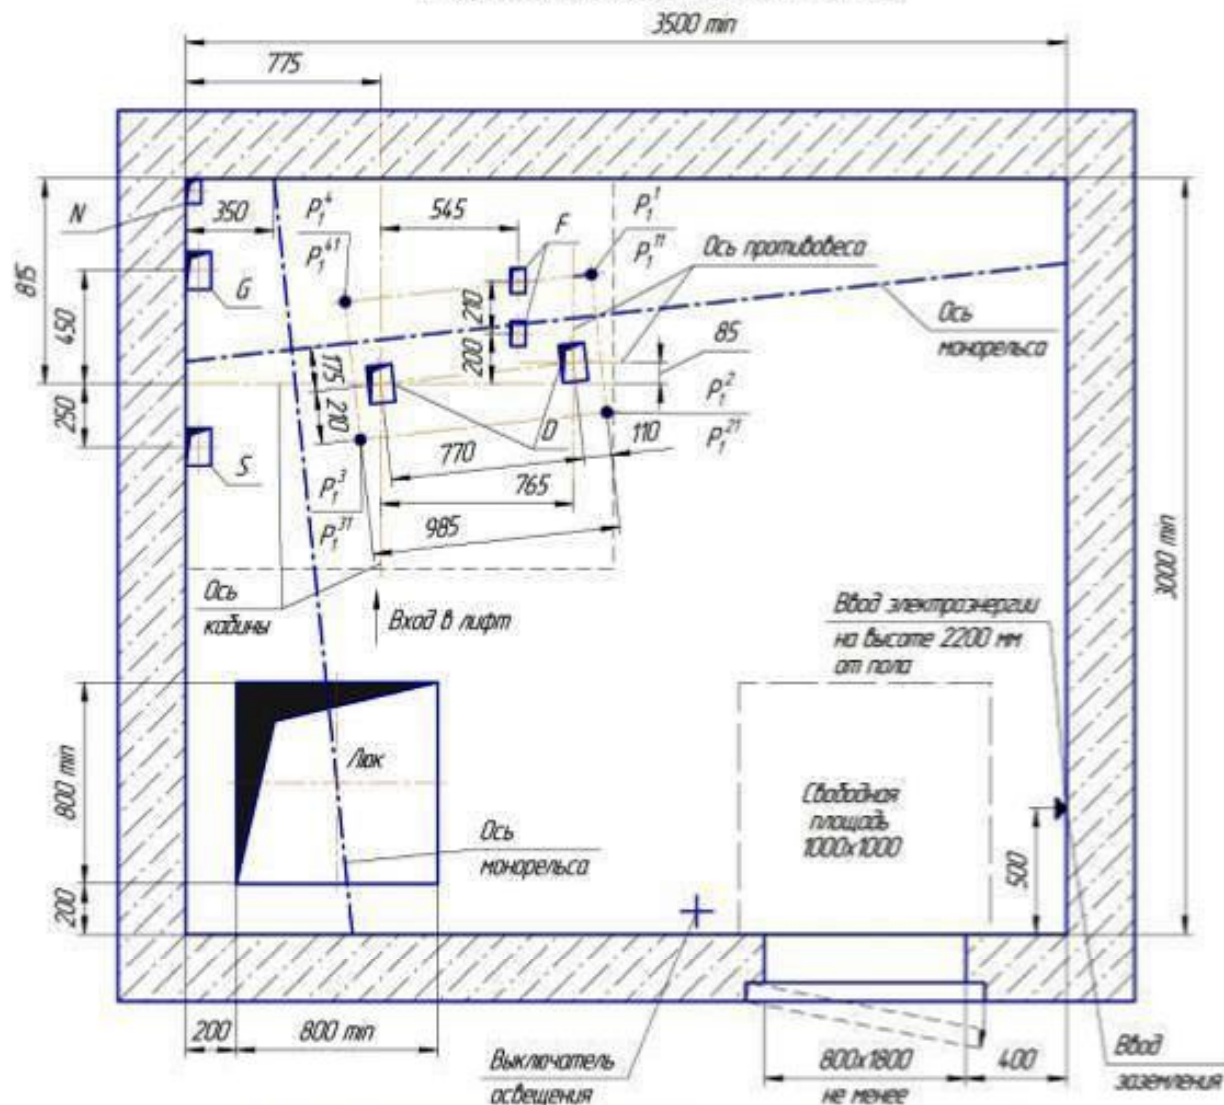 3500 min
775
N
350
P₁⁴
P₁⁴¹
545
F
P₁¹
P₁¹¹
Ось противовеса
815
450
G
210
200
85
Ось
монорельса
175
210
250
S
D
P₁²
P₁²¹
110
770
765
985
P₁³
P₁³¹
3000 min
Ось
кабины
Вход в лифт
Ввод электроэнергии
на высоте 2200 мм
от пола
800 min
Люк
Свободная
площадь
1000х1000
Ось
монорельса
500
200
200
800 min
Выключатель
освещения
800х1800
не менее
400
Ввод
заземления